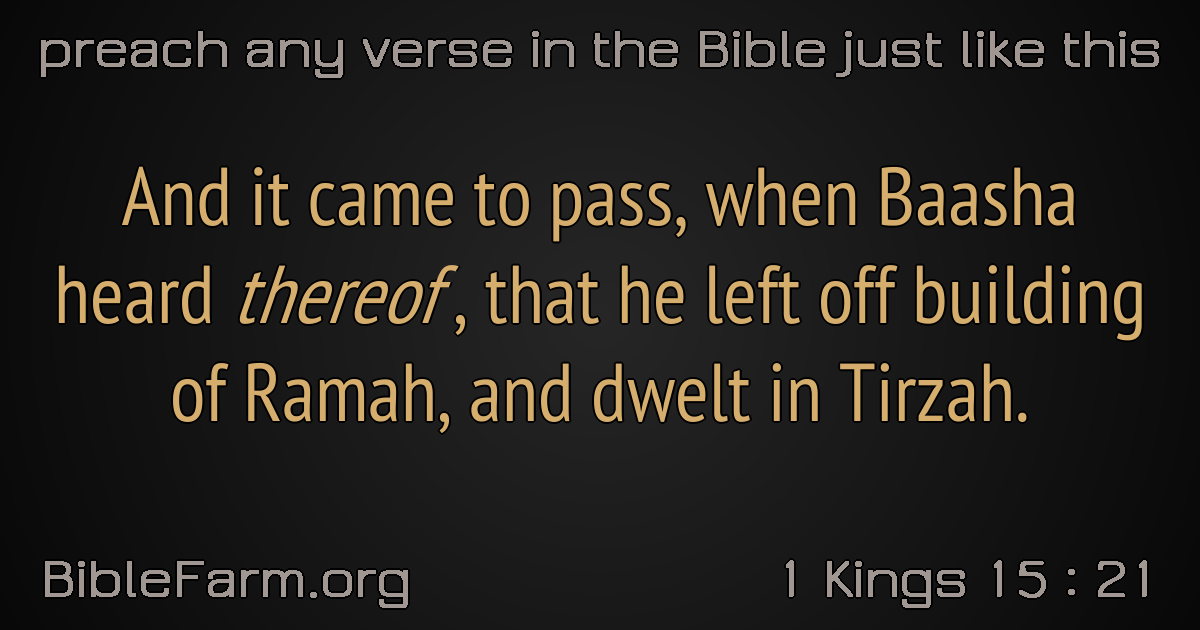 preach any verse in the Bible just like this
And it came to pass, when Baasha
heard thereof, that he left off building
of Ramah, and dwelt in Tirzah.
BibleFarm.org
1 Kings 15 : 21